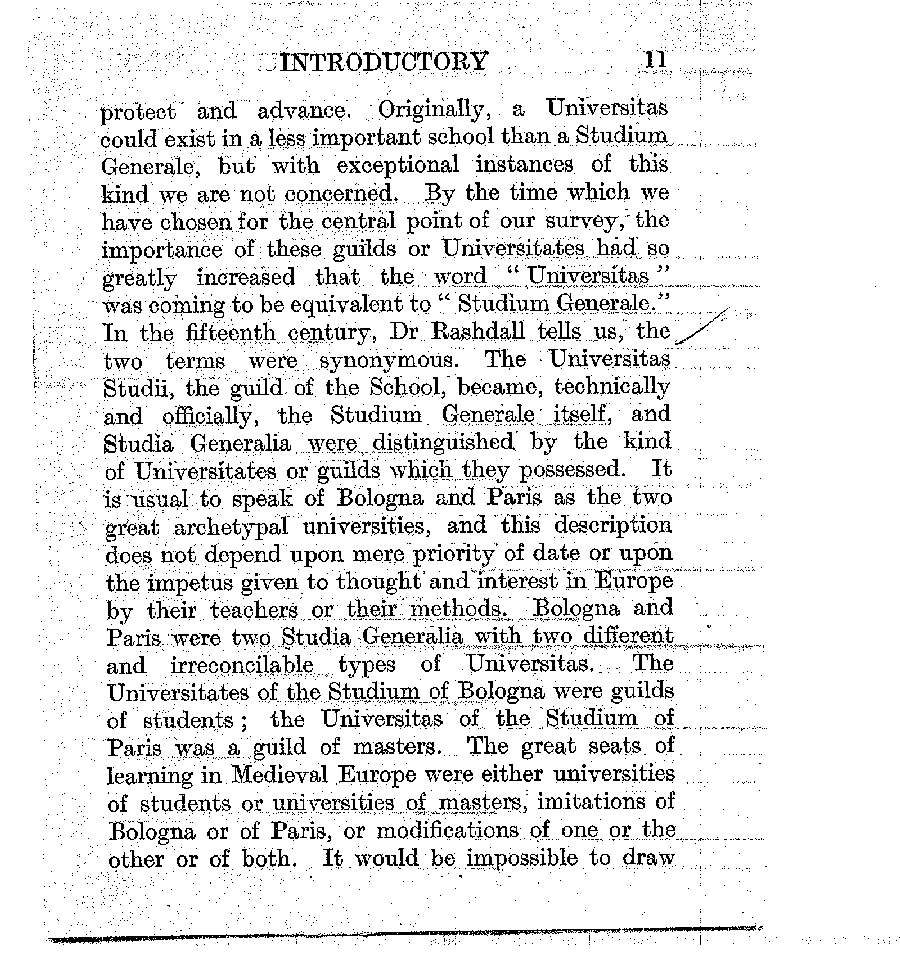 INTRODUCTORY 11
protect and advance. Originally, a Universitas
could exist in a less important school than a Studium
Generale, but with exceptional instances of this
kind we are not concerned. By the time which we
have chosen for the central point of our survey, the
importance of these guilds or Universitates had so
greatly increased that the word “ Universitas ”
was coming to be equivalent to “ Studium Generale.”
In the fifteenth century, Dr Rashdall tells us, the
two terms were synonymous. The Universitas
Studii, the guild of the School, became, technically
and officially, the Studium Generale itself, and
Studia Generalia were distinguished by the kind
of Universitates or guilds which they possessed. It
is usual to speak of Bologna and Paris as the two
great archetypal universities, and this description
does not depend upon mere priority of date or upon
the impetus given to thought and interest in Europe
by their teachers or their methods. Bologna and
Paris were two Studia Generalia with two different
and irreconcilable types of Universitas. The
Universitates of the Studium of Bologna were guilds
of students ; the Universitas of the Studium of
Paris was a guild of masters. The great seats of
learning in Medieval Europe were either universities
of students or universities of masters, imitations of
Bologna or of Paris, or modifications of one or the
other or of both. It would be impossible to draw